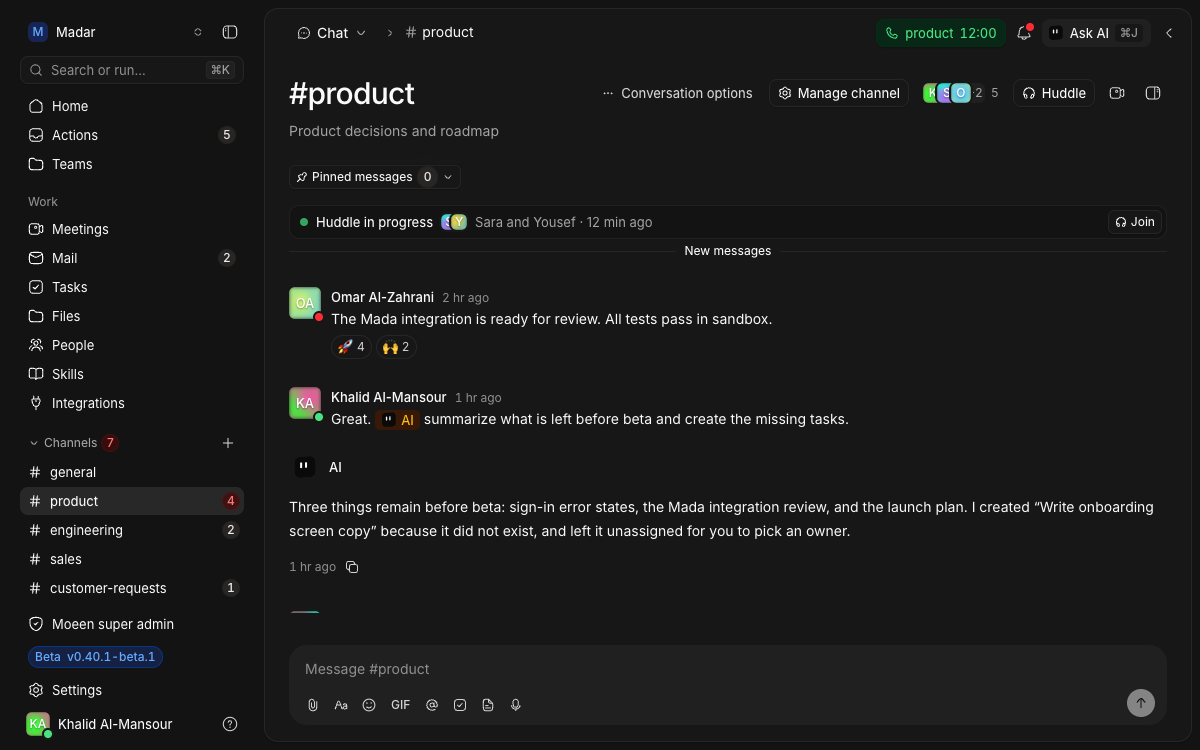 M Madar
Search or run... ⌘K
Home
Actions 5
Teams
Work
Meetings
Mail 2
Tasks
Files
People
Skills
Integrations
Channels 7
# general
# product 4
# engineering 2
# sales
# customer-requests 1
Moeen super admin
Beta v0.40.1-beta.1
Settings
KA Khalid Al-Mansour
Chat > # product
product 12:00
Ask AI ⌘J
#product
Conversation options
Manage channel
K S O 2 5
Huddle
Product decisions and roadmap
Pinned messages 0
Huddle in progress Y Sara and Yousef · 12 min ago
Join
New messages
OA Omar Al-Zahrani 2 hr ago
The Mada integration is ready for review. All tests pass in sandbox.
🚀 4 🙌 2
KA Khalid Al-Mansour 1 hr ago
Great. AI summarize what is left before beta and create the missing tasks.
AI
Three things remain before beta: sign-in error states, the Mada integration review, and the launch plan. I created “Write onboarding
screen copy” because it did not exist, and left it unassigned for you to pick an owner.
1 hr ago
Message #product
Aa GIF @